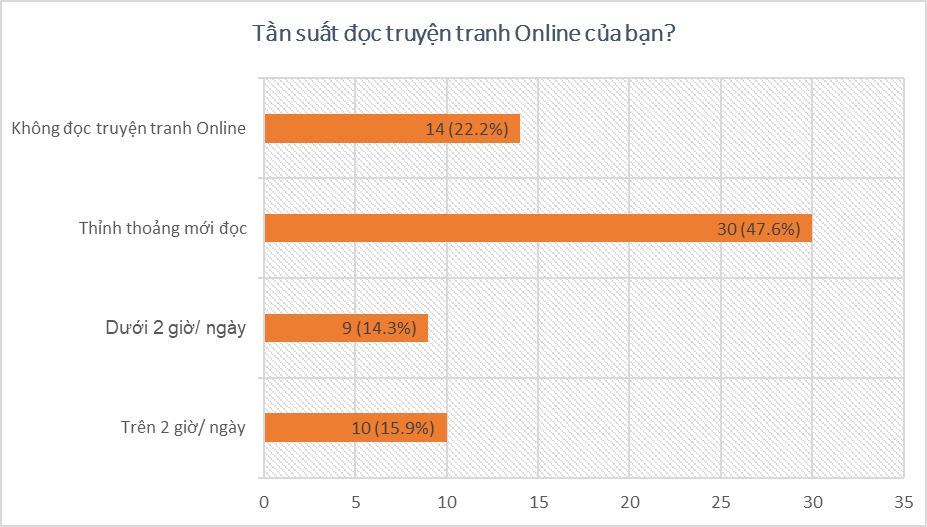 Tần suất đọc truyện tranh Online của bạn?
Không đọc truyện tranh Online
14 (22.2%)
Thỉnh thoảng mới đọc
30 (47.6%)
Dưới 2 giờ/ ngày
9 (14.3%)
Trên 2 giờ/ ngày
10 (15.9%)
0 5 10 15 20 25 30 35